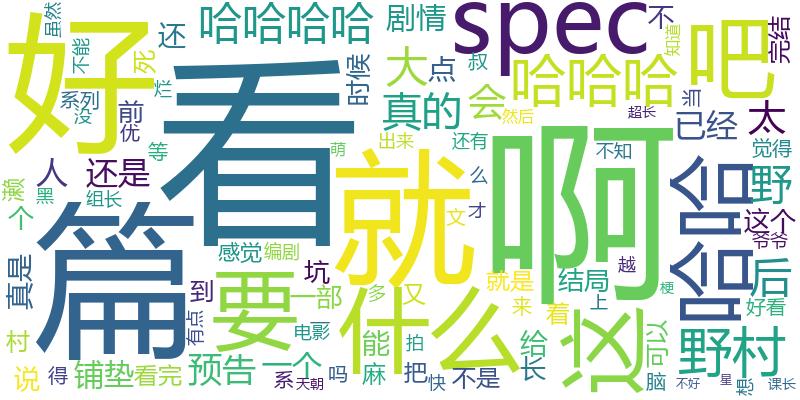 虽然
好
不能
死
还
哈哈哈哈
剧情
spec
不
吧
完结
看
时候
大
点
叔
哈哈哈
知道
烂
系列
没
前
优
真的
会
当
超长
已经
太
然后
等
人
还是
出来
还有
不知
觉得
萌
就
啊
哈哈
野
濑
黑
组长
个
么
才
文
这个
爷爷
篇
真是
感觉
编剧
坑
越
后
到
要
一部
多
又
就是
来
结局
上
梗
好看
有点
电影
什么
着
这
可以
野村
村
能
拍
给
说
得
铺垫
看完
预告
一个
系
天朝
吗
麻
把
快
不是
长
脑
不好
星
想
课长